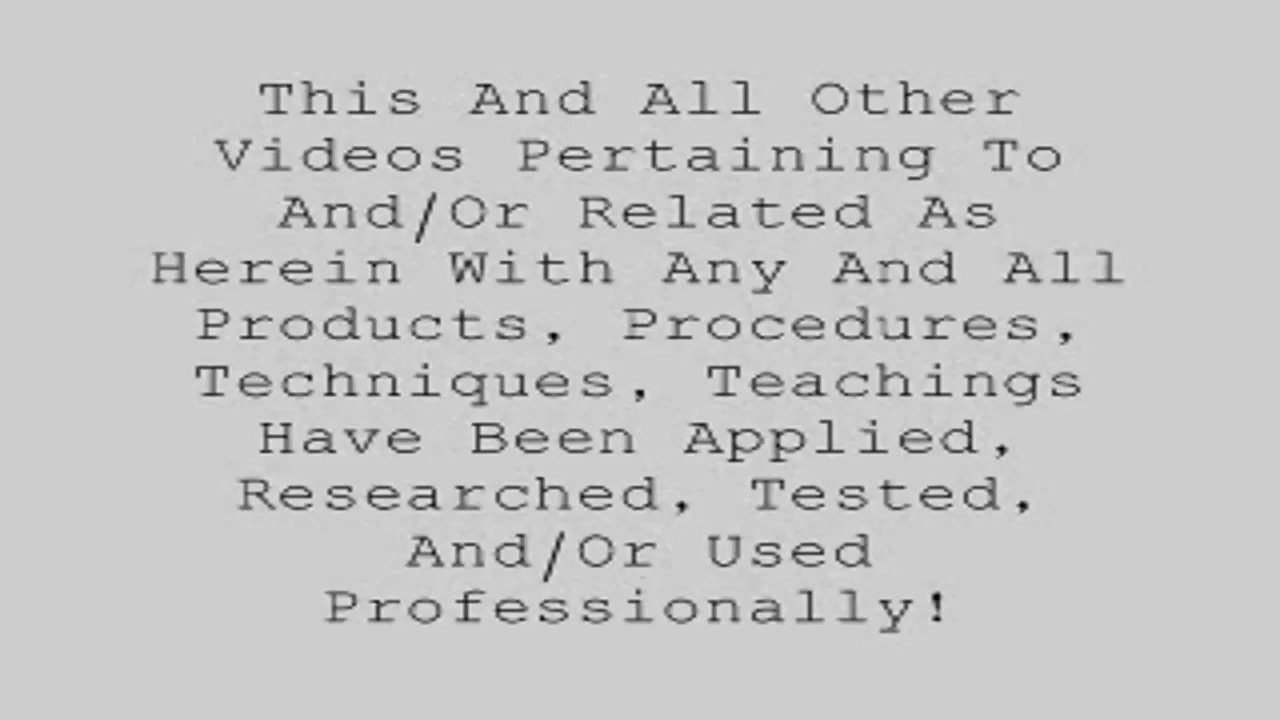 This And All Other
Videos Pertaining To
And/Or Related As
Herein With Any And All
Products, Procedures,
Techniques, Teachings
Have Been Applied,
Researched, Tested,
And/Or Used
Professionally!